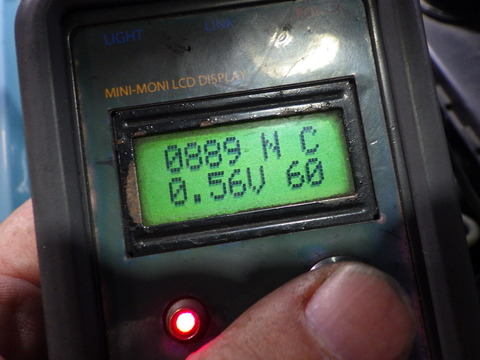 LIGHT LINK
MINI-MONI LCD DISPLAY
0889 N C
0.56V 60